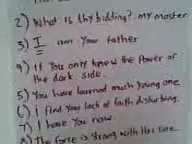 2) What is thy bidding? my master
3) I am your father
4) If you only knew the power of
the dark side.
5) You have learned much young one
6) I find your lack of faith disturbing.
7) I have you now
8) The force is strong with this one